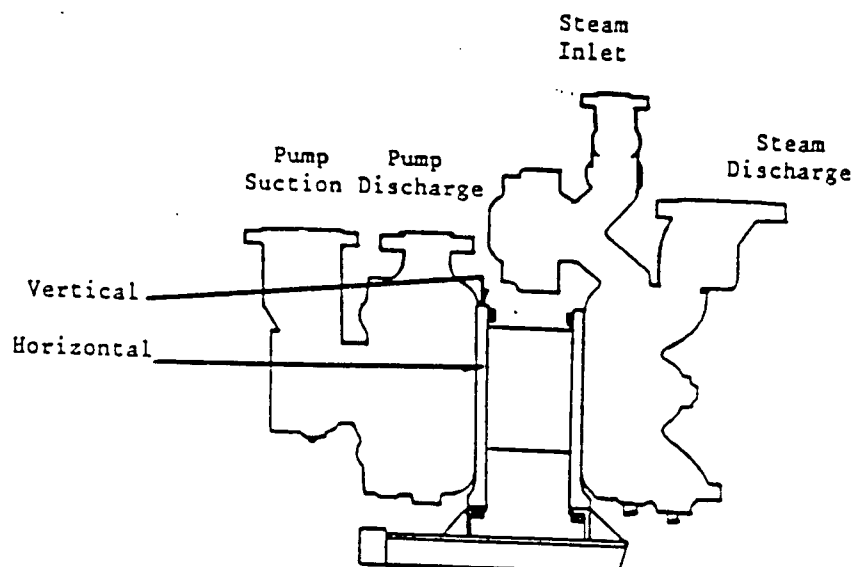 Steam
Inlet
Steam
Discharge
Pump
Suction
Pump
Discharge
Vertical
Horizontal